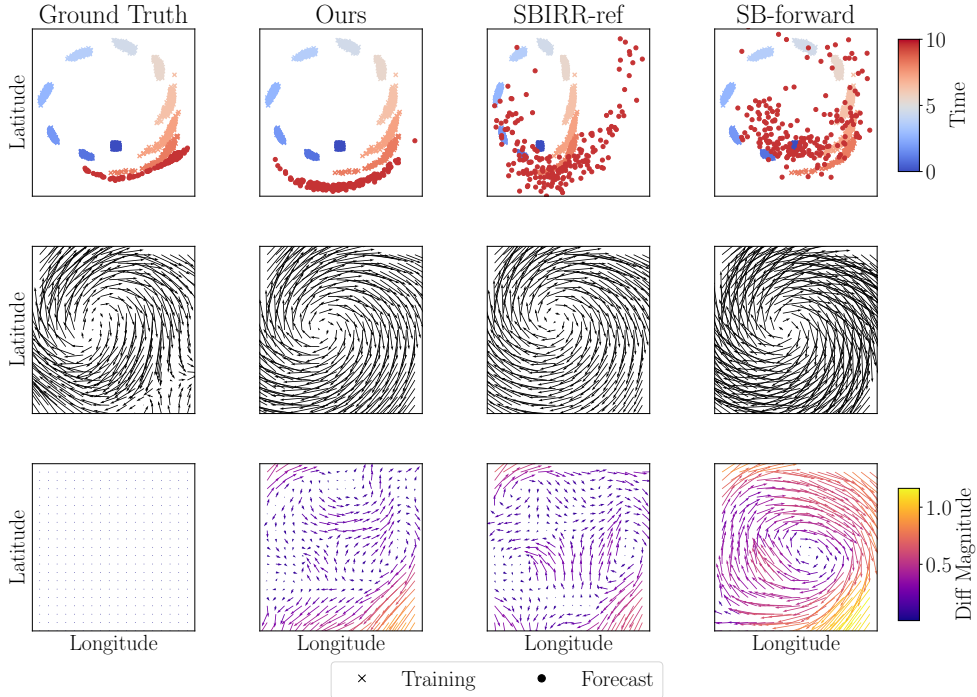 Ground Truth Ours SBIRR-ref SB-forward
Latitude
10
5
0
Time
Latitude
Latitude
1.0
0.5
Diff Magnitude
Longitude Longitude Longitude Longitude
× Training ● Forecast